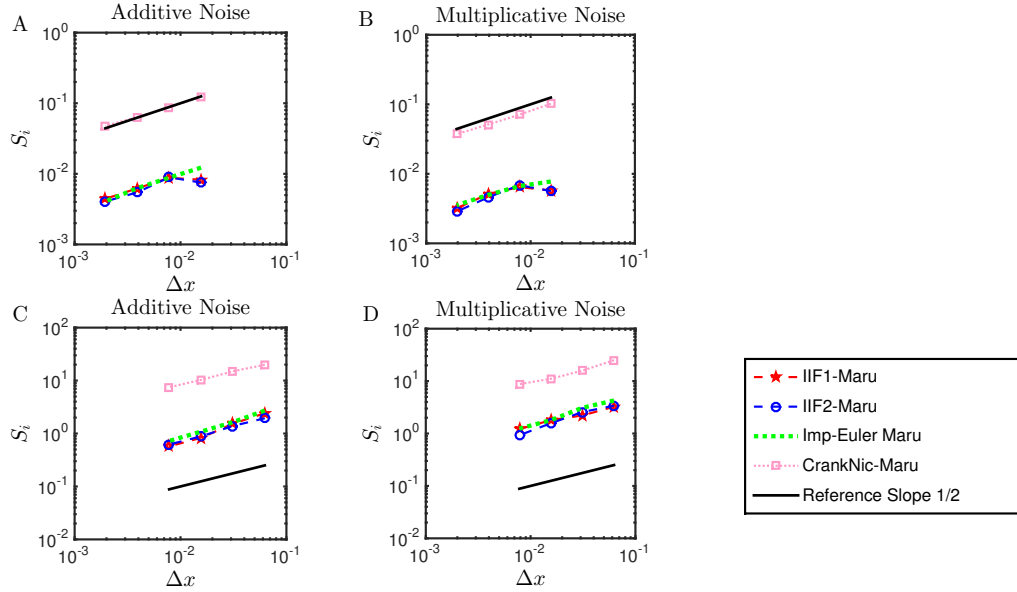 A
Additive Noise
10^0
10^-1
10^-2
10^-3
S_i
10^-3
10^-2
10^-1
Δx
B
Multiplicative Noise
10^0
10^-1
10^-2
10^-3
S_i
10^-3
10^-2
10^-1
Δx
C
Additive Noise
10^2
10^1
10^0
10^-1
10^-2
S_i
10^-3
10^-2
10^-1
Δx
D
Multiplicative Noise
10^2
10^1
10^0
10^-1
10^-2
S_i
10^-3
10^-2
10^-1
Δx
IIF1-Maru
IIF2-Maru
Imp-Euler Maru
CrankNic-Maru
Reference Slope 1/2